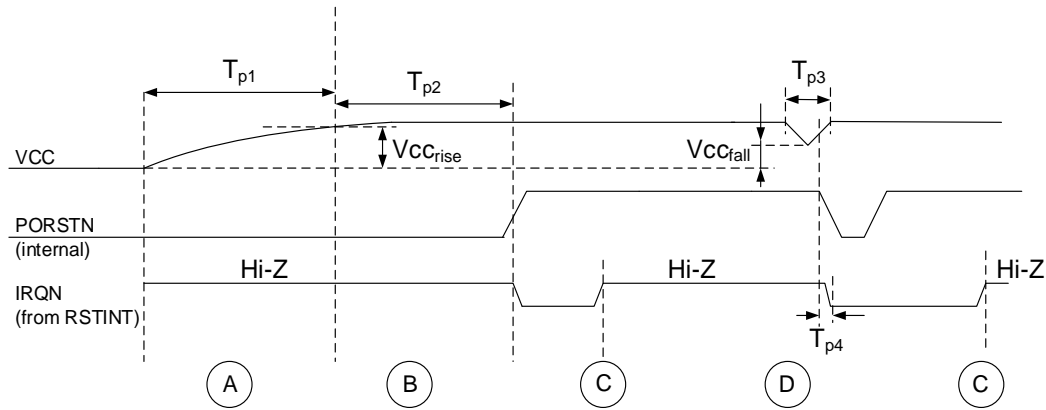 Tp1
Tp2
Tp3
VCC
Vccrise
Vccfall
PORSTN
(internal)
Hi-Z
Hi-Z
Hi-Z
IRQN
(from RSTINT)
Tp4
A
B
C
D
C